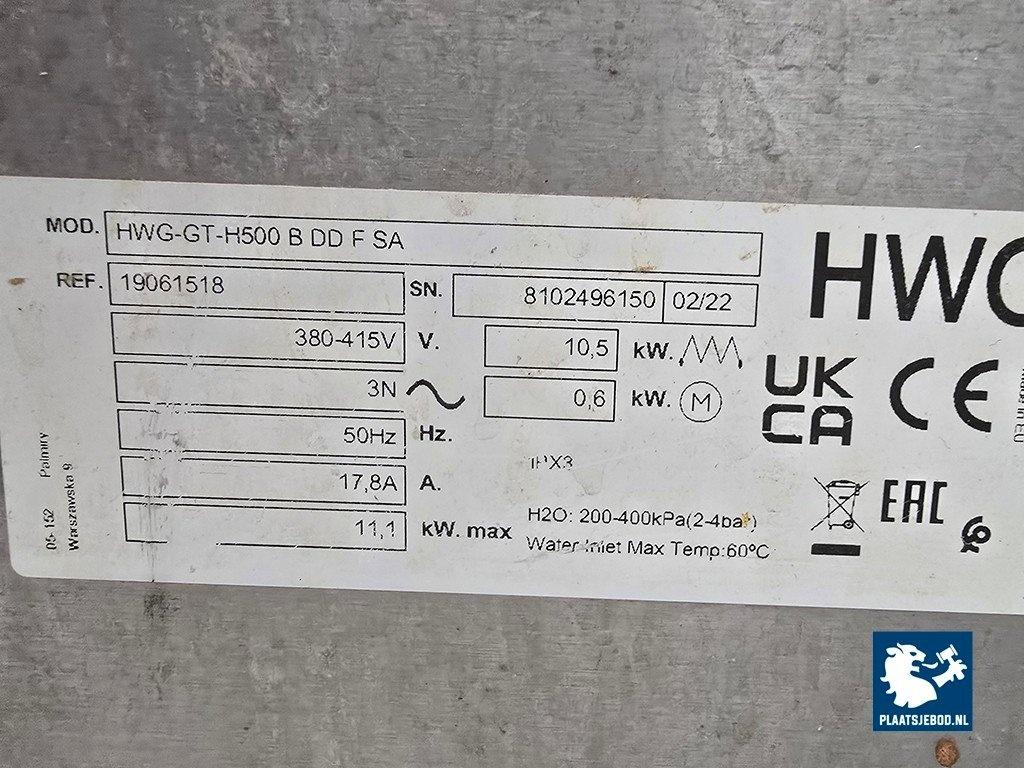 MOD. HWG-GT-H500 B DD F SA
REF. 19061518 SN. 8102496150 02/22
380-415V V. 10,5 kW.
3N 0,6 kW. M
50Hz Hz.
IPX3
17,8A A.
11,1 kW. max
H2O: 200-400kPa(2-4bar)
Water Inlet Max Temp:60ºC
05-152 Palmiry
Warszawska 9
HWG
UK
CA
CE
EAC
PLAATSJEBOD.NL